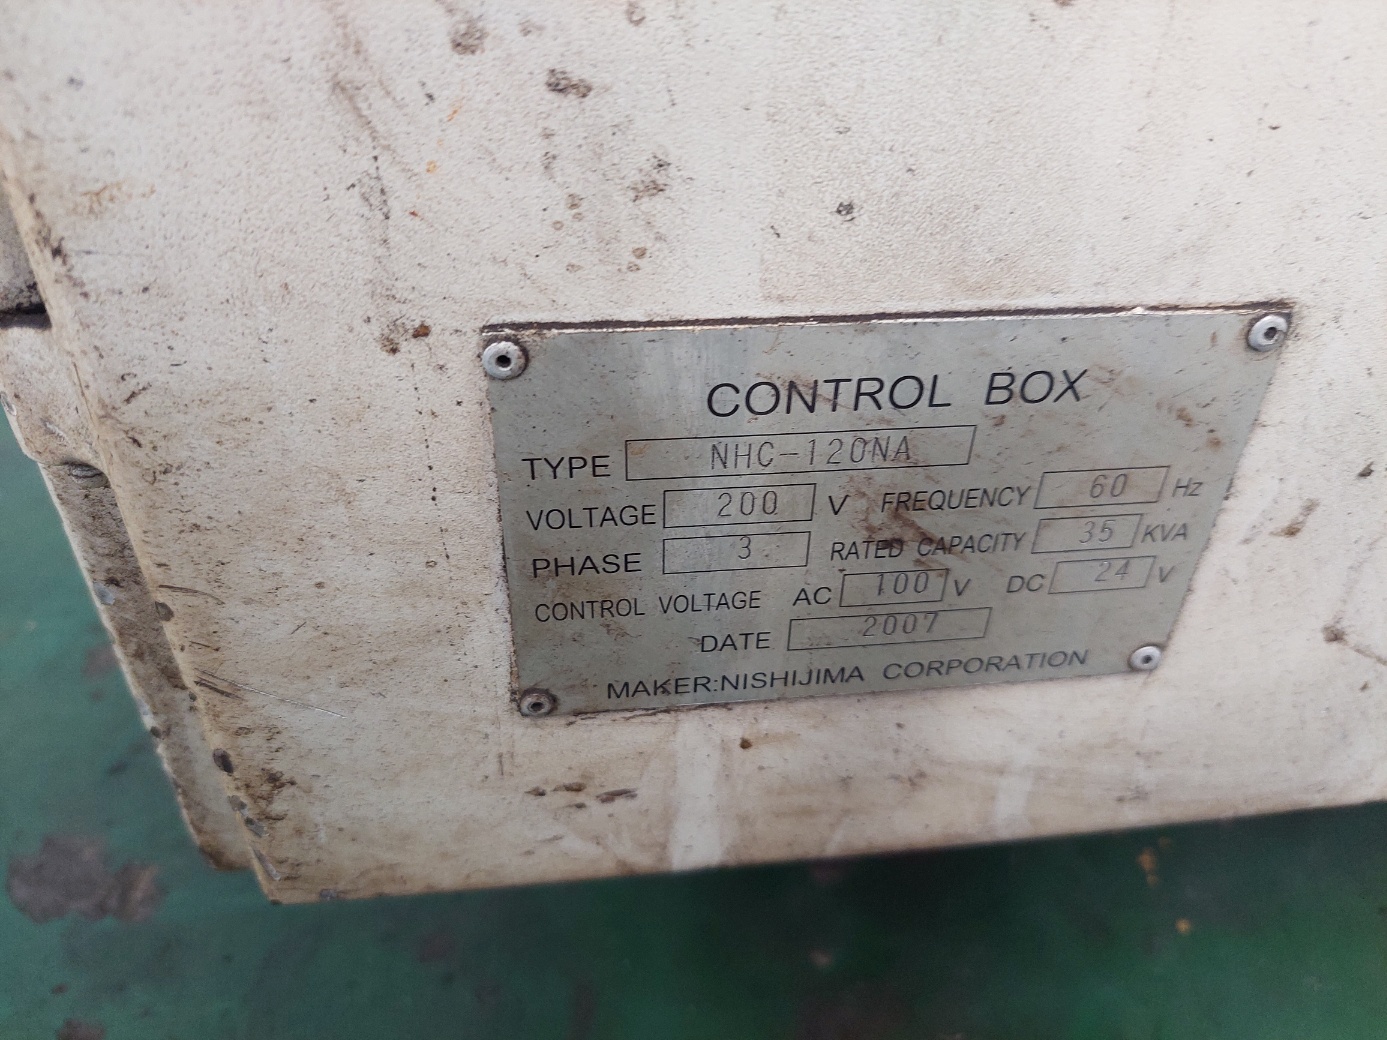 CONTROL BOX
TYPE NHC-120NA
VOLTAGE 200 V FREQUENCY 60 Hz
PHASE 3 RATED CAPACITY 35 KVA
CONTROL VOLTAGE AC 100 V DC 24 V
DATE 2007
MAKER:NISHIJIMA CORPORATION